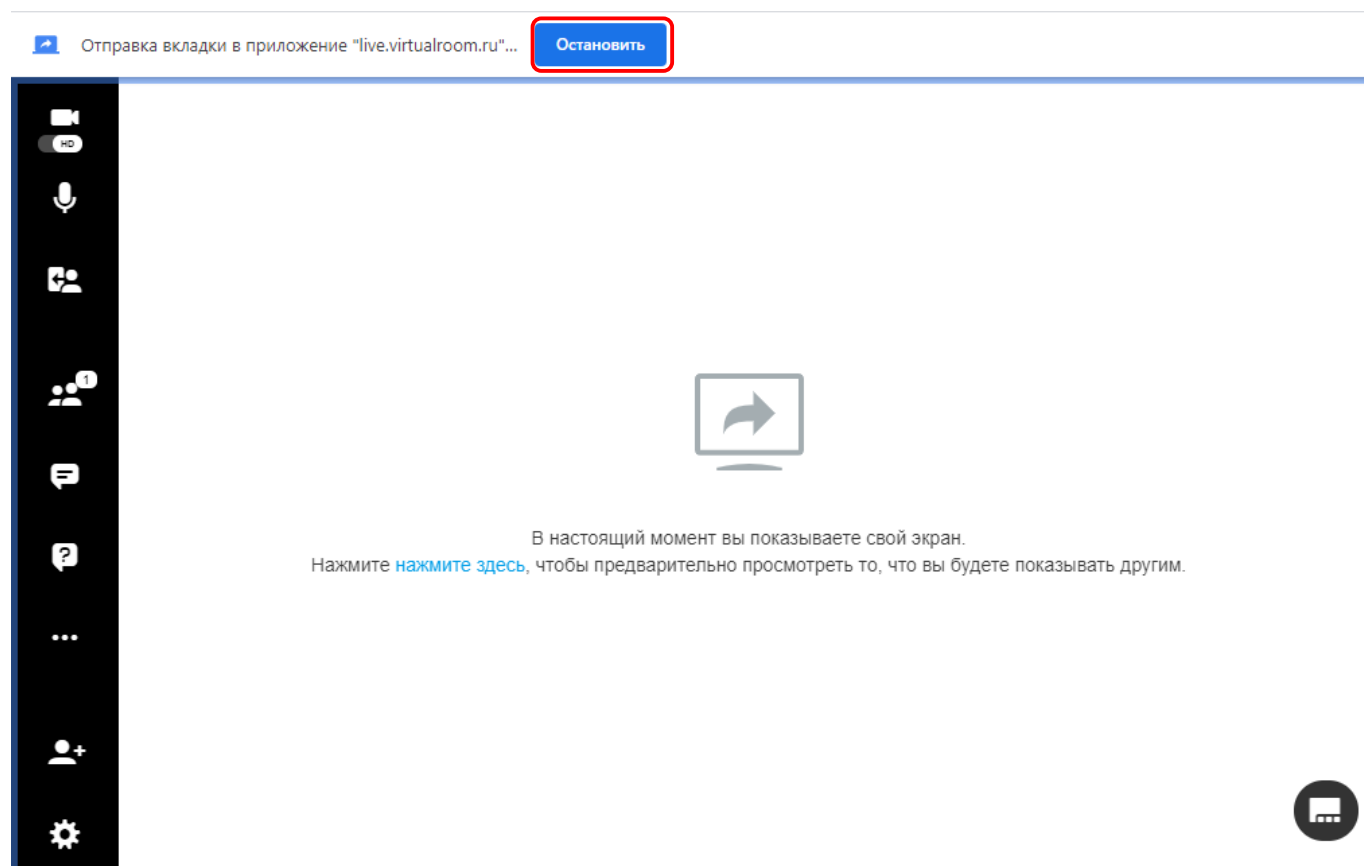 Отправка вкладки в приложение "live.virtualroom.ru"... Остановить
HD
1
?
В настоящий момент вы показываете свой экран.
Нажмите нажмите здесь, чтобы предварительно просмотреть то, что вы будете показывать другим.